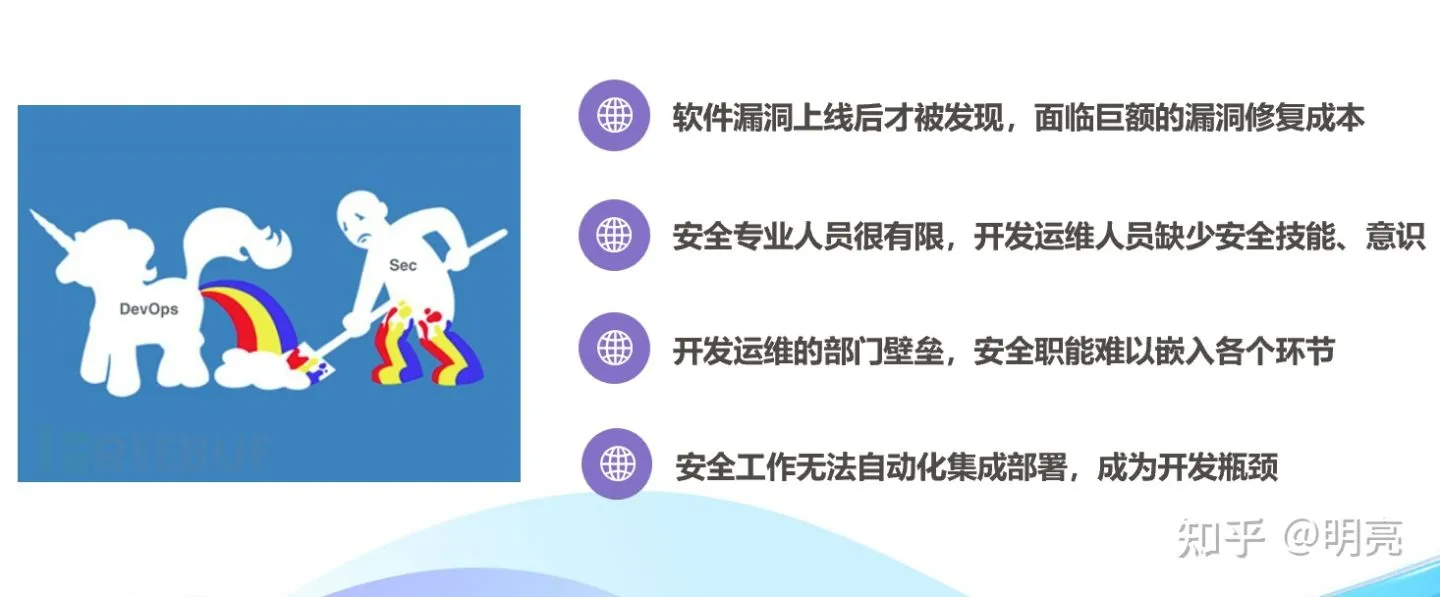 软件漏洞上线后才被发现，面临巨额的漏洞修复成本
安全专业人员很有限，开发运维人员缺少安全技能、意识
开发运维的部门壁垒，安全职能难以嵌入各个环节
安全工作无法自动化集成部署，成为开发瓶颈
DevOps
Sec
REEBUF
知乎 @明亮